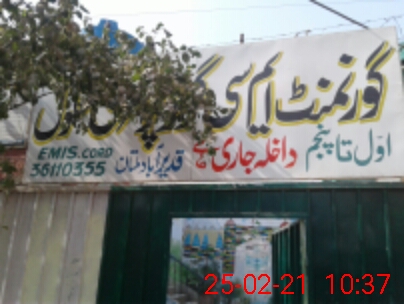 گورنمنٹ ایم سی
اوّل تا پنجم داخلہ جاری ہے قدیر آباد ملتان
EMIS.CORD
36110355
25-02-21 10:37